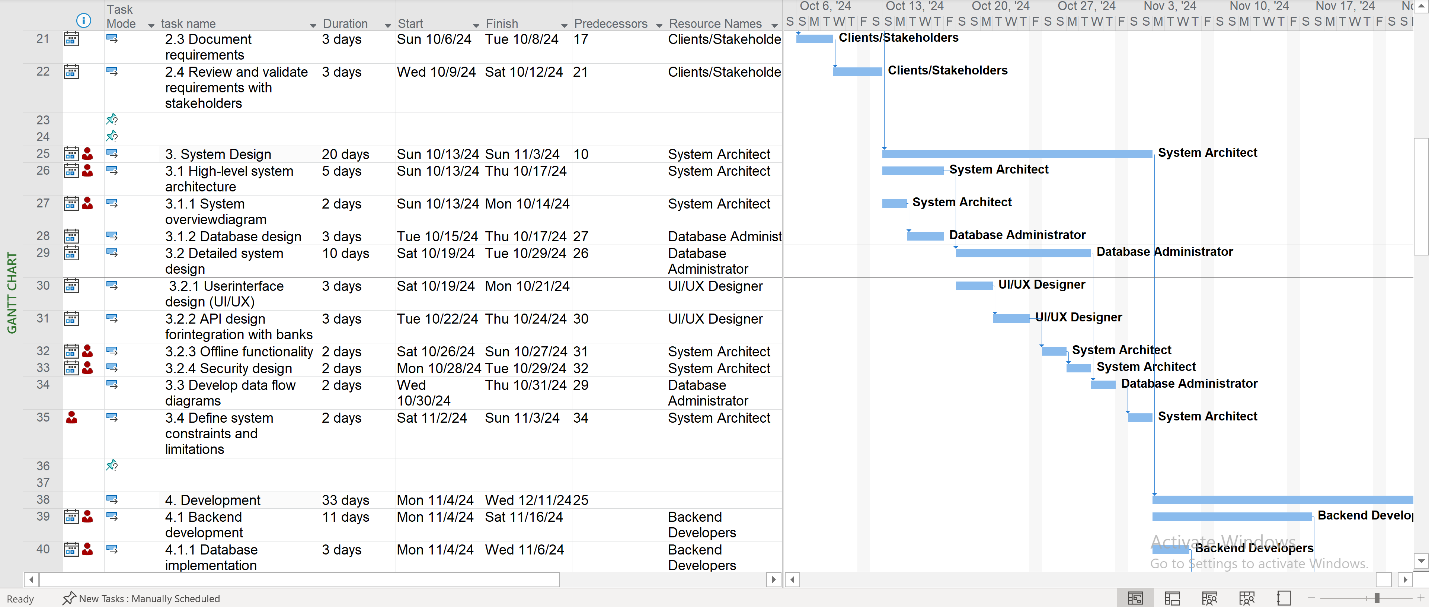 Task
Mode task name Duration Start Finish Predecessors Resource Names
Oct 6, '24 Oct 13, '24 Oct 20, '24 Oct 27, '24 Nov 3, '24 Nov 10, '24 Nov 17, '24
S S M T W T F S S M T W T F S S M T W T F S S M T W T F S S M T W T F S S M T W T F S S M T W T F S
21 2.3 Document 3 days Sun 10/6/24 Tue 10/8/24 17 Clients/Stakeholde Clients/Stakeholders
requirements
22 2.4 Review and validate 3 days Wed 10/9/24 Sat 10/12/24 21 Clients/Stakeholde Clients/Stakeholders
requirements with
stakeholders
23
24
25 3. System Design 20 days Sun 10/13/24 Sun 11/3/24 10 System Architect System Architect
26 3.1 High-level system 5 days Sun 10/13/24 Thu 10/17/24 System Architect System Architect
architecture
27 3.1.1 System 2 days Sun 10/13/24 Mon 10/14/24 System Architect System Architect
overviewdiagram
28 3.1.2 Database design 3 days Tue 10/15/24 Thu 10/17/24 27 Database Administ Database Administrator
29 3.2 Detailed system 10 days Sat 10/19/24 Tue 10/29/24 26 Database Database Administrator
design Administrator
30 3.2.1 Userinterface 3 days Sat 10/19/24 Mon 10/21/24 UI/UX Designer UI/UX Designer
design (UI/UX)
31 3.2.2 API design 3 days Tue 10/22/24 Thu 10/24/24 30 UI/UX Designer UI/UX Designer
forintegration with banks
32 3.2.3 Offline functionality 2 days Sat 10/26/24 Sun 10/27/24 31 System Architect System Architect
33 3.2.4 Security design 2 days Mon 10/28/24 Tue 10/29/24 32 System Architect System Architect
34 3.3 Develop data flow 2 days Wed Thu 10/31/24 29 Database Database Administrator
diagrams 10/30/24 Administrator
35 3.4 Define system 2 days Sat 11/2/24 Sun 11/3/24 34 System Architect System Architect
constraints and
limitations
36
37
38 4. Development 33 days Mon 11/4/24 Wed 12/11/24 25
39 4.1 Backend 11 days Mon 11/4/24 Sat 11/16/24 Backend Backend Develop
development Developers
40 4.1.1 Database 3 days Mon 11/4/24 Wed 11/6/24 Backend Backend Developers
implementation Developers
GANTT CHART
Activate Windows
Go to Settings to activate Windows.
Ready New Tasks : Manually Scheduled